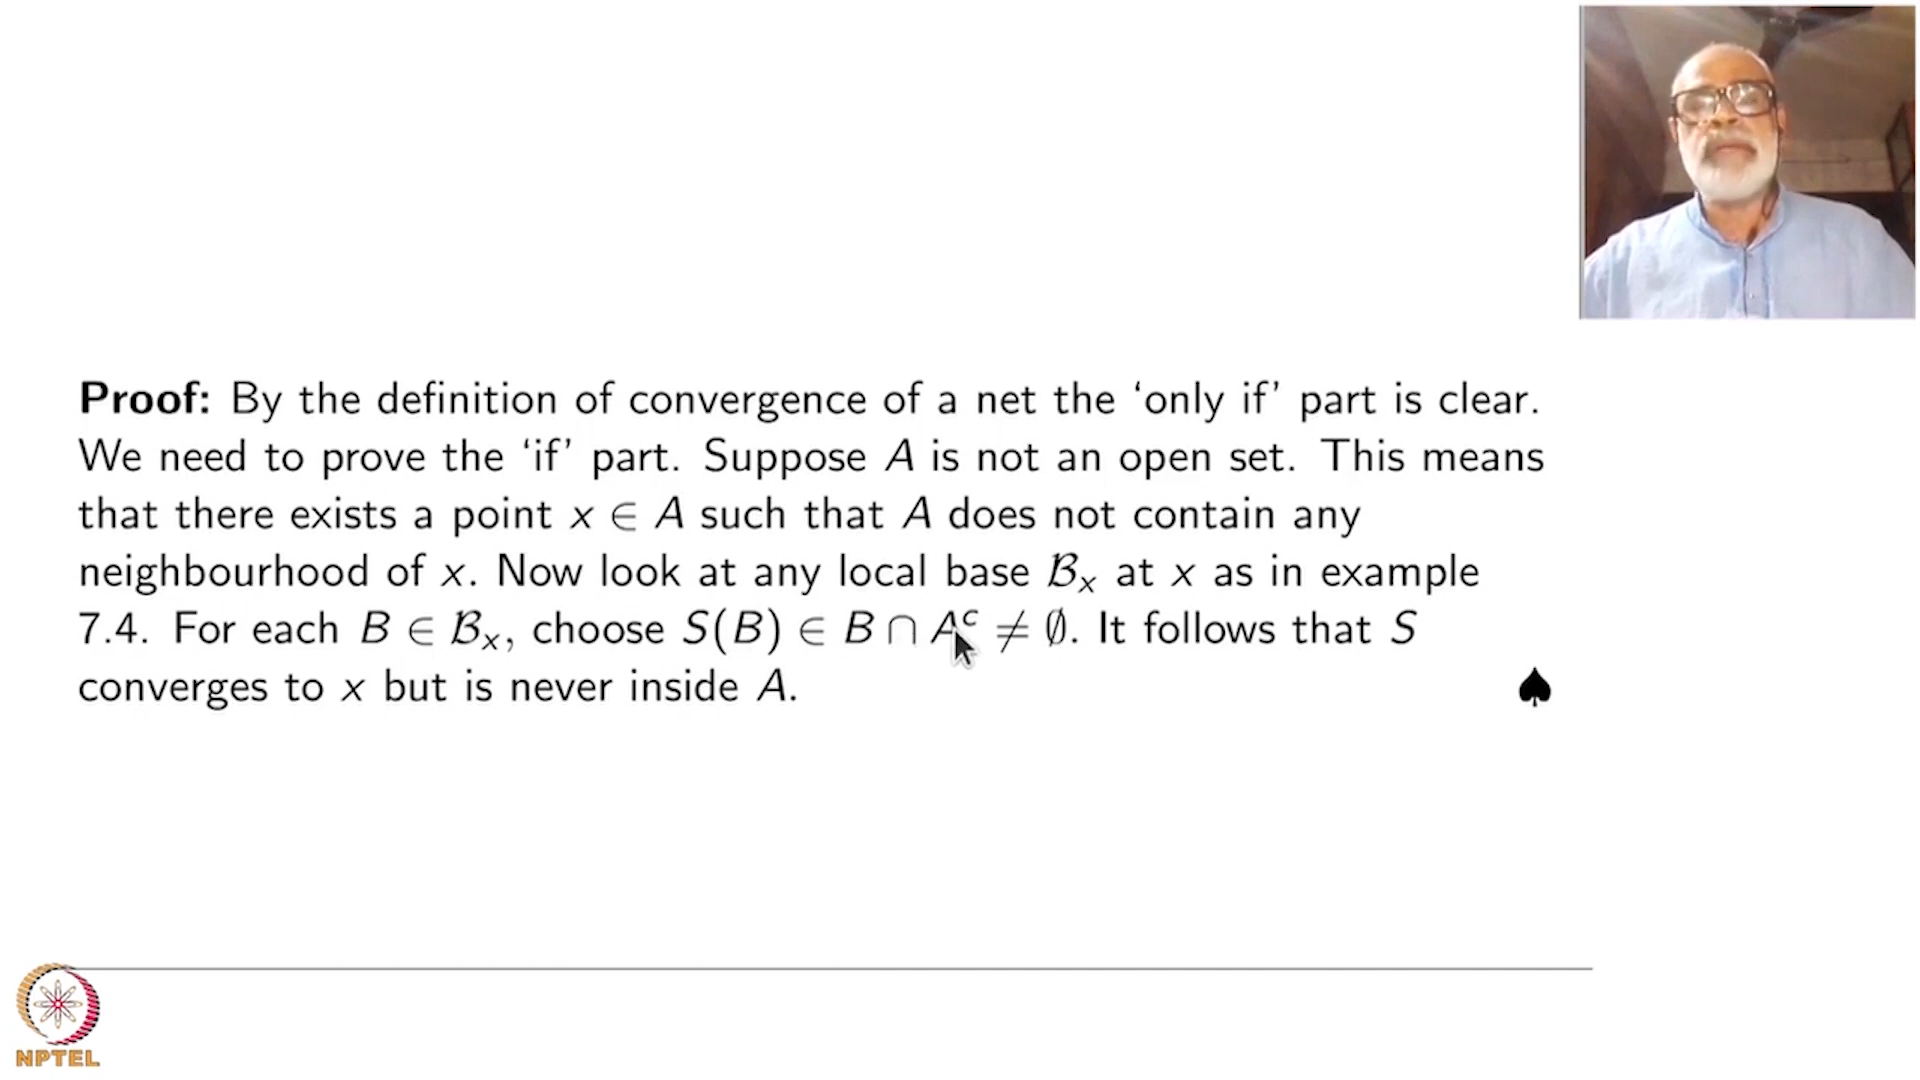 Proof: By the definition of convergence of a net the ‘only if’ part is clear.
We need to prove the ‘if’ part. Suppose A is not an open set. This means
that there exists a point x ∈ A such that A does not contain any
neighbourhood of x. Now look at any local base ℬₓ at x as in example
7.4. For each B ∈ ℬₓ, choose S(B) ∈ B ∩ Aᶜ ≠ ∅. It follows that S
converges to x but is never inside A. ♠
NPTEL